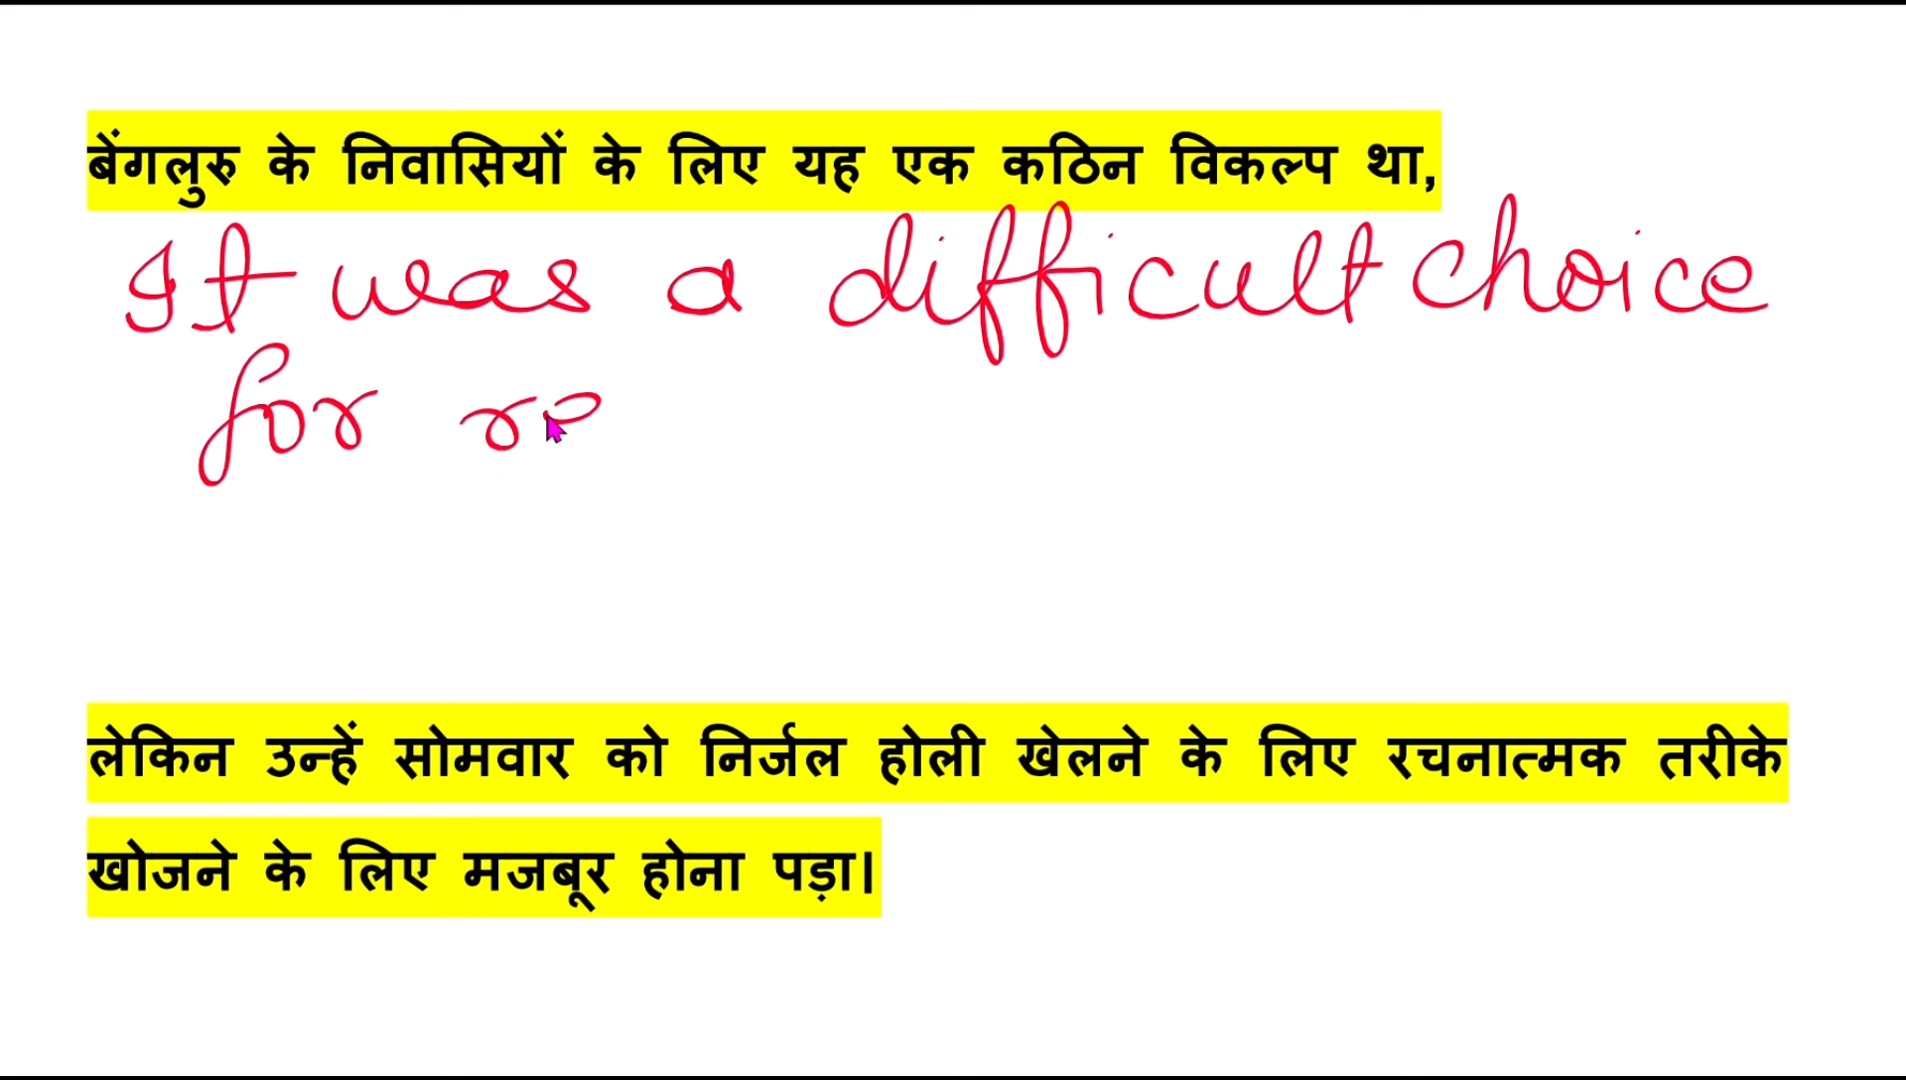 बेंगलुरु के निवासियों के लिए यह एक कठिन विकल्प था,
It was a difficult choice
for re
लेकिन उन्हें सोमवार को निर्जल होली खेलने के लिए रचनात्मक तरीके
खोजने के लिए मजबूर होना पड़ा।